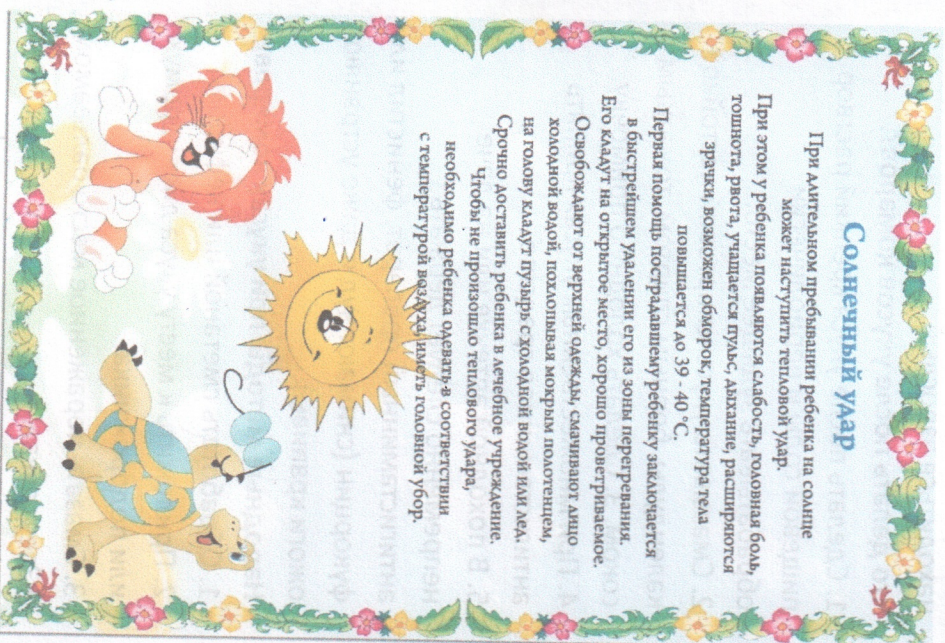 Солнечный удар
При длительном пребывании ребенка на солнце
может наступить тепловой удар.
При этом у ребенка появляются слабость, головная боль,
тошнота, рвота, учащается пульс, дыхание, расширяются
зрачки, возможен обморок, температура тела
повышается до 39 - 40 °С.
Первая помощь пострадавшему ребенку заключается
в быстрейшем удалении его из зоны перегревания.
Его кладут на открытое место, хорошо проветриваемое.
Освобождают от верхней одежды, смачивают лицо
холодной водой, похлопывая мокрым полотенцем,
на голову кладут пузырь с холодной водой или лед.
Срочно доставить ребенка в лечебное учреждение.
Чтобы не произошло теплового удара,
необходимо ребенка одевать в соответствии
с температурой воздуха, иметь головной убор.